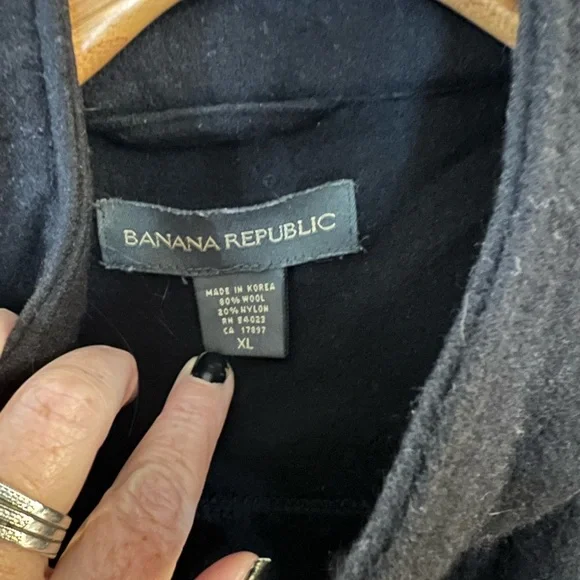 BANANA REPUBLIC
MADE IN KOREA
80% WOOL
20% NYLON
RN 54023
CA 17897
XL